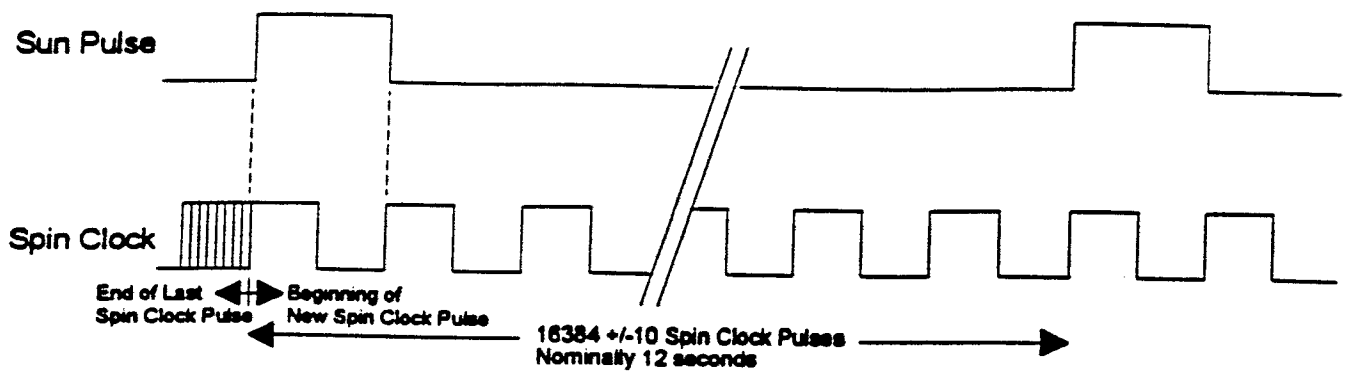 Sun Pulse
Spin Clock
End of Last
Spin Clock Pulse
Beginning of
New Spin Clock Pulse
16384 +/-10 Spin Clock Pulses
Nominally 12 seconds